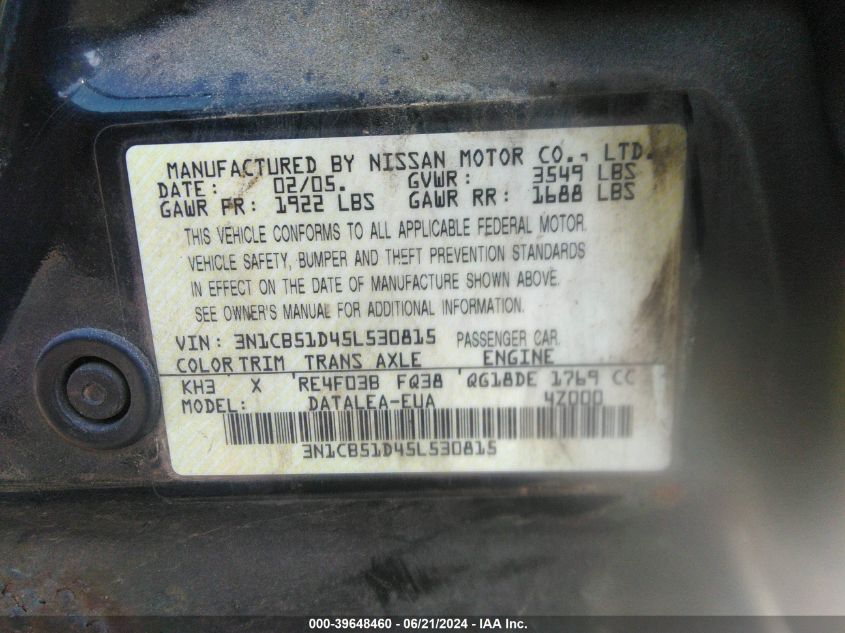 MANUFACTURED BY NISSAN MOTOR CO., LTD.
DATE: 02/05. GVWR: 3549 LBS
GAWR FR: 1922 LBS GAWR RR: 1688 LBS
THIS VEHICLE CONFORMS TO ALL APPLICABLE FEDERAL MOTOR
VEHICLE SAFETY, BUMPER AND THEFT PREVENTION STANDARDS
IN EFFECT ON THE DATE OF MANUFACTURE SHOWN ABOVE.
SEE OWNER'S MANUAL FOR ADDITIONAL INFORMATION.
VIN: 3N1CB51D45L530815 PASSENGER CAR
COLOR TRIM TRANS AXLE ENGINE
KH3 X RE4F03B FQ38 QG18DE 1769 CC
MODEL: DATALEA-EUA 4Z000
3N1CB51D45L530815
000-39648460 - 06/21/2024 - IAA Inc.